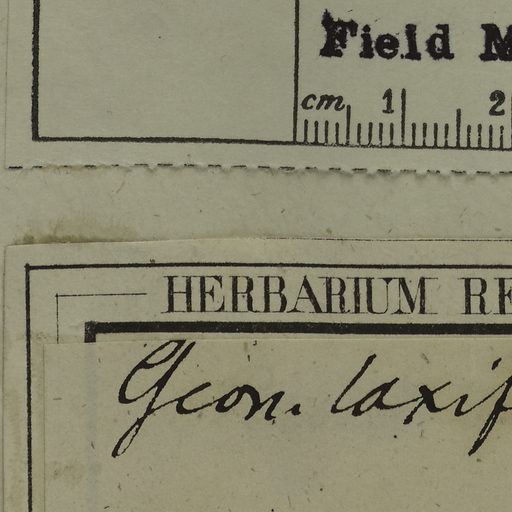 Field M
cm 1 2
HERBARIUM RE
Geon. laxif